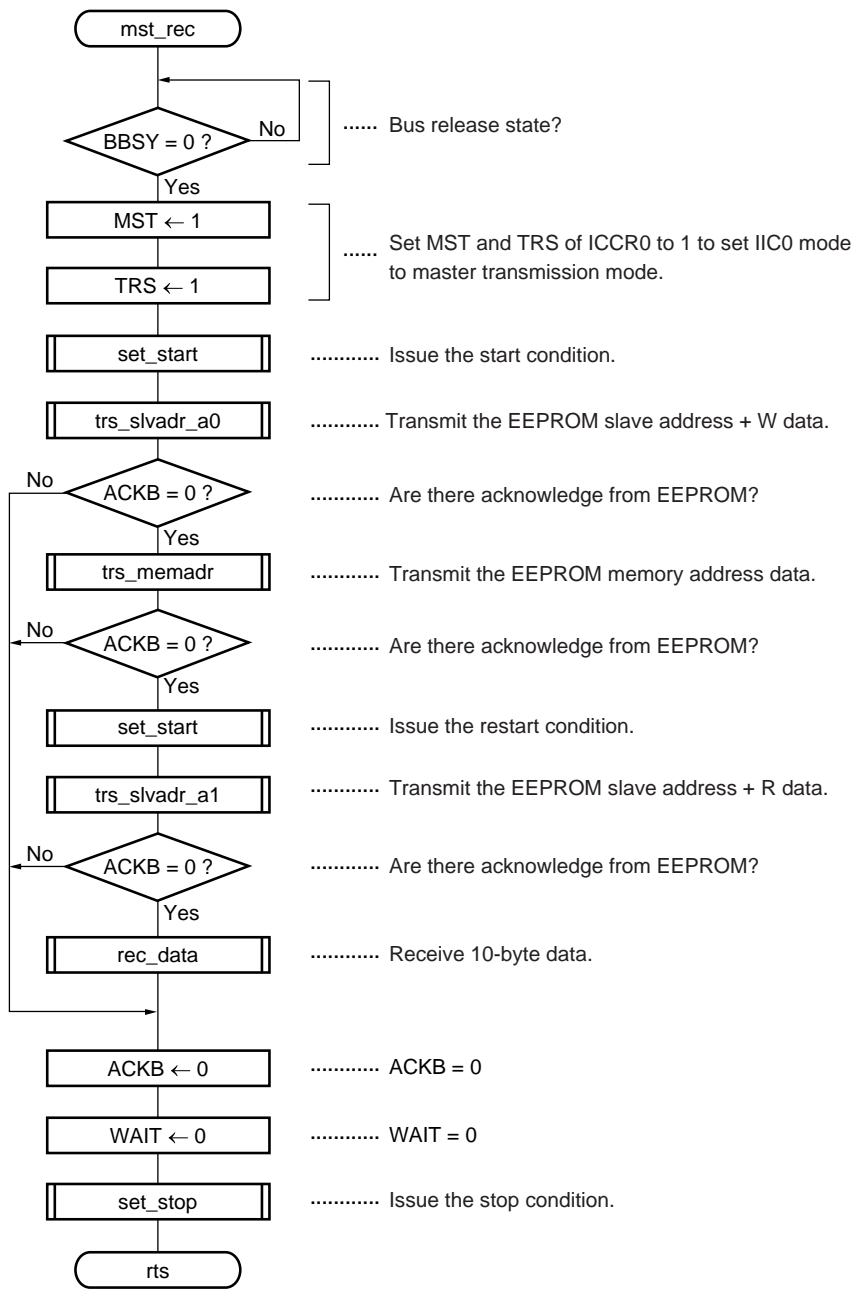 mst_rec
BBSY = 0 ?
No
...... Bus release state?
Yes
MST ← 1
TRS ← 1
...... Set MST and TRS of ICCR0 to 1 to set IIC0 mode
to master transmission mode.
set_start
............ Issue the start condition.
trs_slvadr_a0
............ Transmit the EEPROM slave address + W data.
No
ACKB = 0 ?
............ Are there acknowledge from EEPROM?
Yes
trs_memadr
............ Transmit the EEPROM memory address data.
No
ACKB = 0 ?
............ Are there acknowledge from EEPROM?
Yes
set_start
............ Issue the restart condition.
trs_slvadr_a1
............ Transmit the EEPROM slave address + R data.
No
ACKB = 0 ?
............ Are there acknowledge from EEPROM?
Yes
rec_data
............ Receive 10-byte data.
ACKB ← 0
............ ACKB = 0
WAIT ← 0
............ WAIT = 0
set_stop
............ Issue the stop condition.
rts